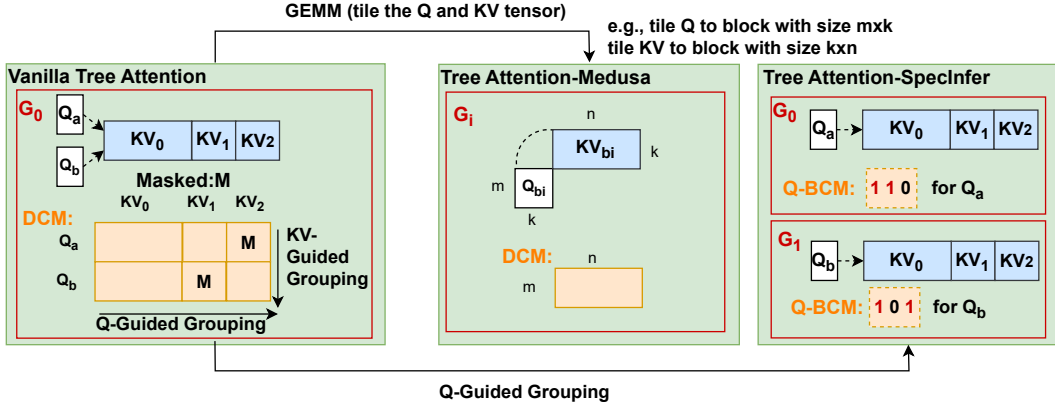 GEMM (tile the Q and KV tensor)
e.g., tile Q to block with size mxk
tile KV to block with size kxn
Vanilla Tree Attention
G0
Qa
Qb
KV0 KV1 KV2
Masked:M
KV0 KV1 KV2
DCM:
Qa M
Qb M
KV-
Guided
Grouping
Q-Guided Grouping
Tree Attention-Medusa
Gi
n
KVbi k
m Qbi
k
DCM: n
m
Tree Attention-SpecInfer
G0
Qa KV0 KV1 KV2
Q-BCM: 1 1 0 for Qa
G1
Qb KV0 KV1 KV2
Q-BCM: 1 0 1 for Qb
Q-Guided Grouping